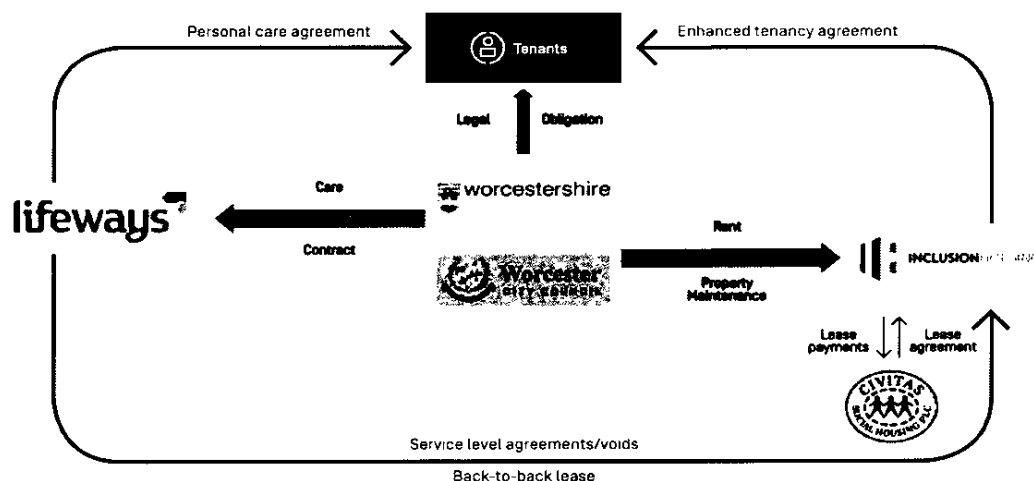 Personal care agreement
Tenants
Enhanced tenancy agreement
Legal
Obligation
worcestershire
Care
lifeways
Contract
Rent
INCLUSION
Worcester
CITY COUNCIL
Property
Maintenance
Lease
payments
Lease
agreement
CIVITAS
SOCIAL HOUSING PLC
Service level agreements/voids
Back-to-back lease